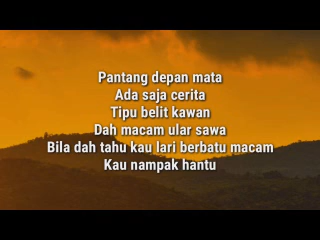 Pantang depan mata
Ada saja cerita
Tipu belit kawan
Dah macam ular sawa
Bila dah tahu kau lari berbatu macam
Kau nampak hantu